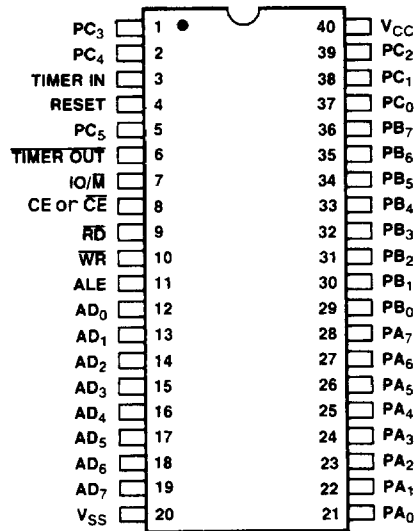 PC3 1 40 VCC
PC4 2 39 PC2
TIMER IN 3 38 PC1
RESET 4 37 PC0
PC5 5 36 PB7
TIMER OUT 6 35 PB6
IO/M 7 34 PB5
CE or CE 8 33 PB4
RD 9 32 PB3
WR 10 31 PB2
ALE 11 30 PB1
AD0 12 29 PB0
AD1 13 28 PA7
AD2 14 27 PA6
AD3 15 26 PA5
AD4 16 25 PA4
AD5 17 24 PA3
AD6 18 23 PA2
AD7 19 22 PA1
VSS 20 21 PA0